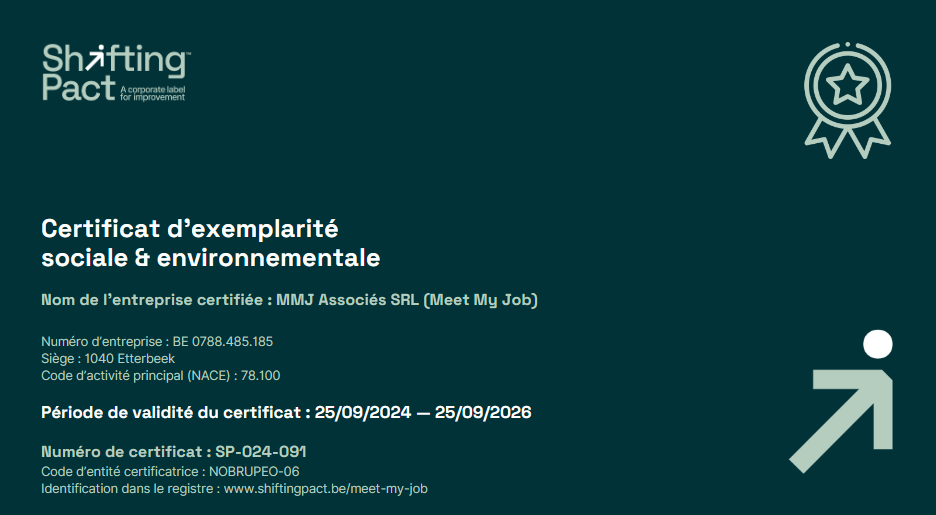 Shifting™
Pact A corporate label
for improvement
Certificat d'exemplarité
sociale & environnementale
Nom de l'entreprise certifiée : MMJ Associés SRL (Meet My Job)
Numéro d'entreprise : BE 0788.485.185
Siège : 1040 Etterbeek
Code d'activité principal (NACE) : 78.100
Période de validité du certificat : 25/09/2024 — 25/09/2026
Numéro de certificat : SP-024-091
Code d'entité certificatrice : NOBRUPEO-06
Identification dans le registre : www.shiftingpact.be/meet-my-job